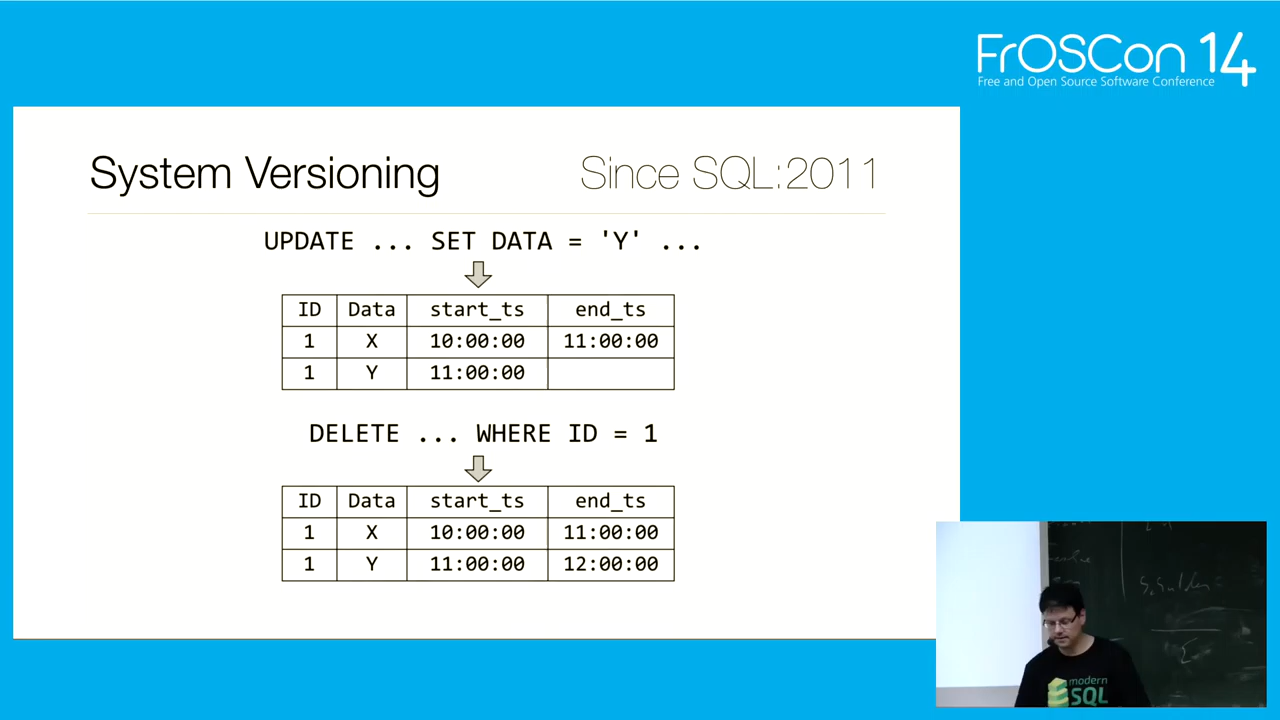 FrOSCon 14
Free and Open Source Software Conference
System Versioning Since SQL:2011
UPDATE ... SET DATA = 'Y' ...
ID Data start_ts end_ts
1 X 10:00:00 11:00:00
1 Y 11:00:00
DELETE ... WHERE ID = 1
ID Data start_ts end_ts
1 X 10:00:00 11:00:00
1 Y 11:00:00 12:00:00
modern
SQL